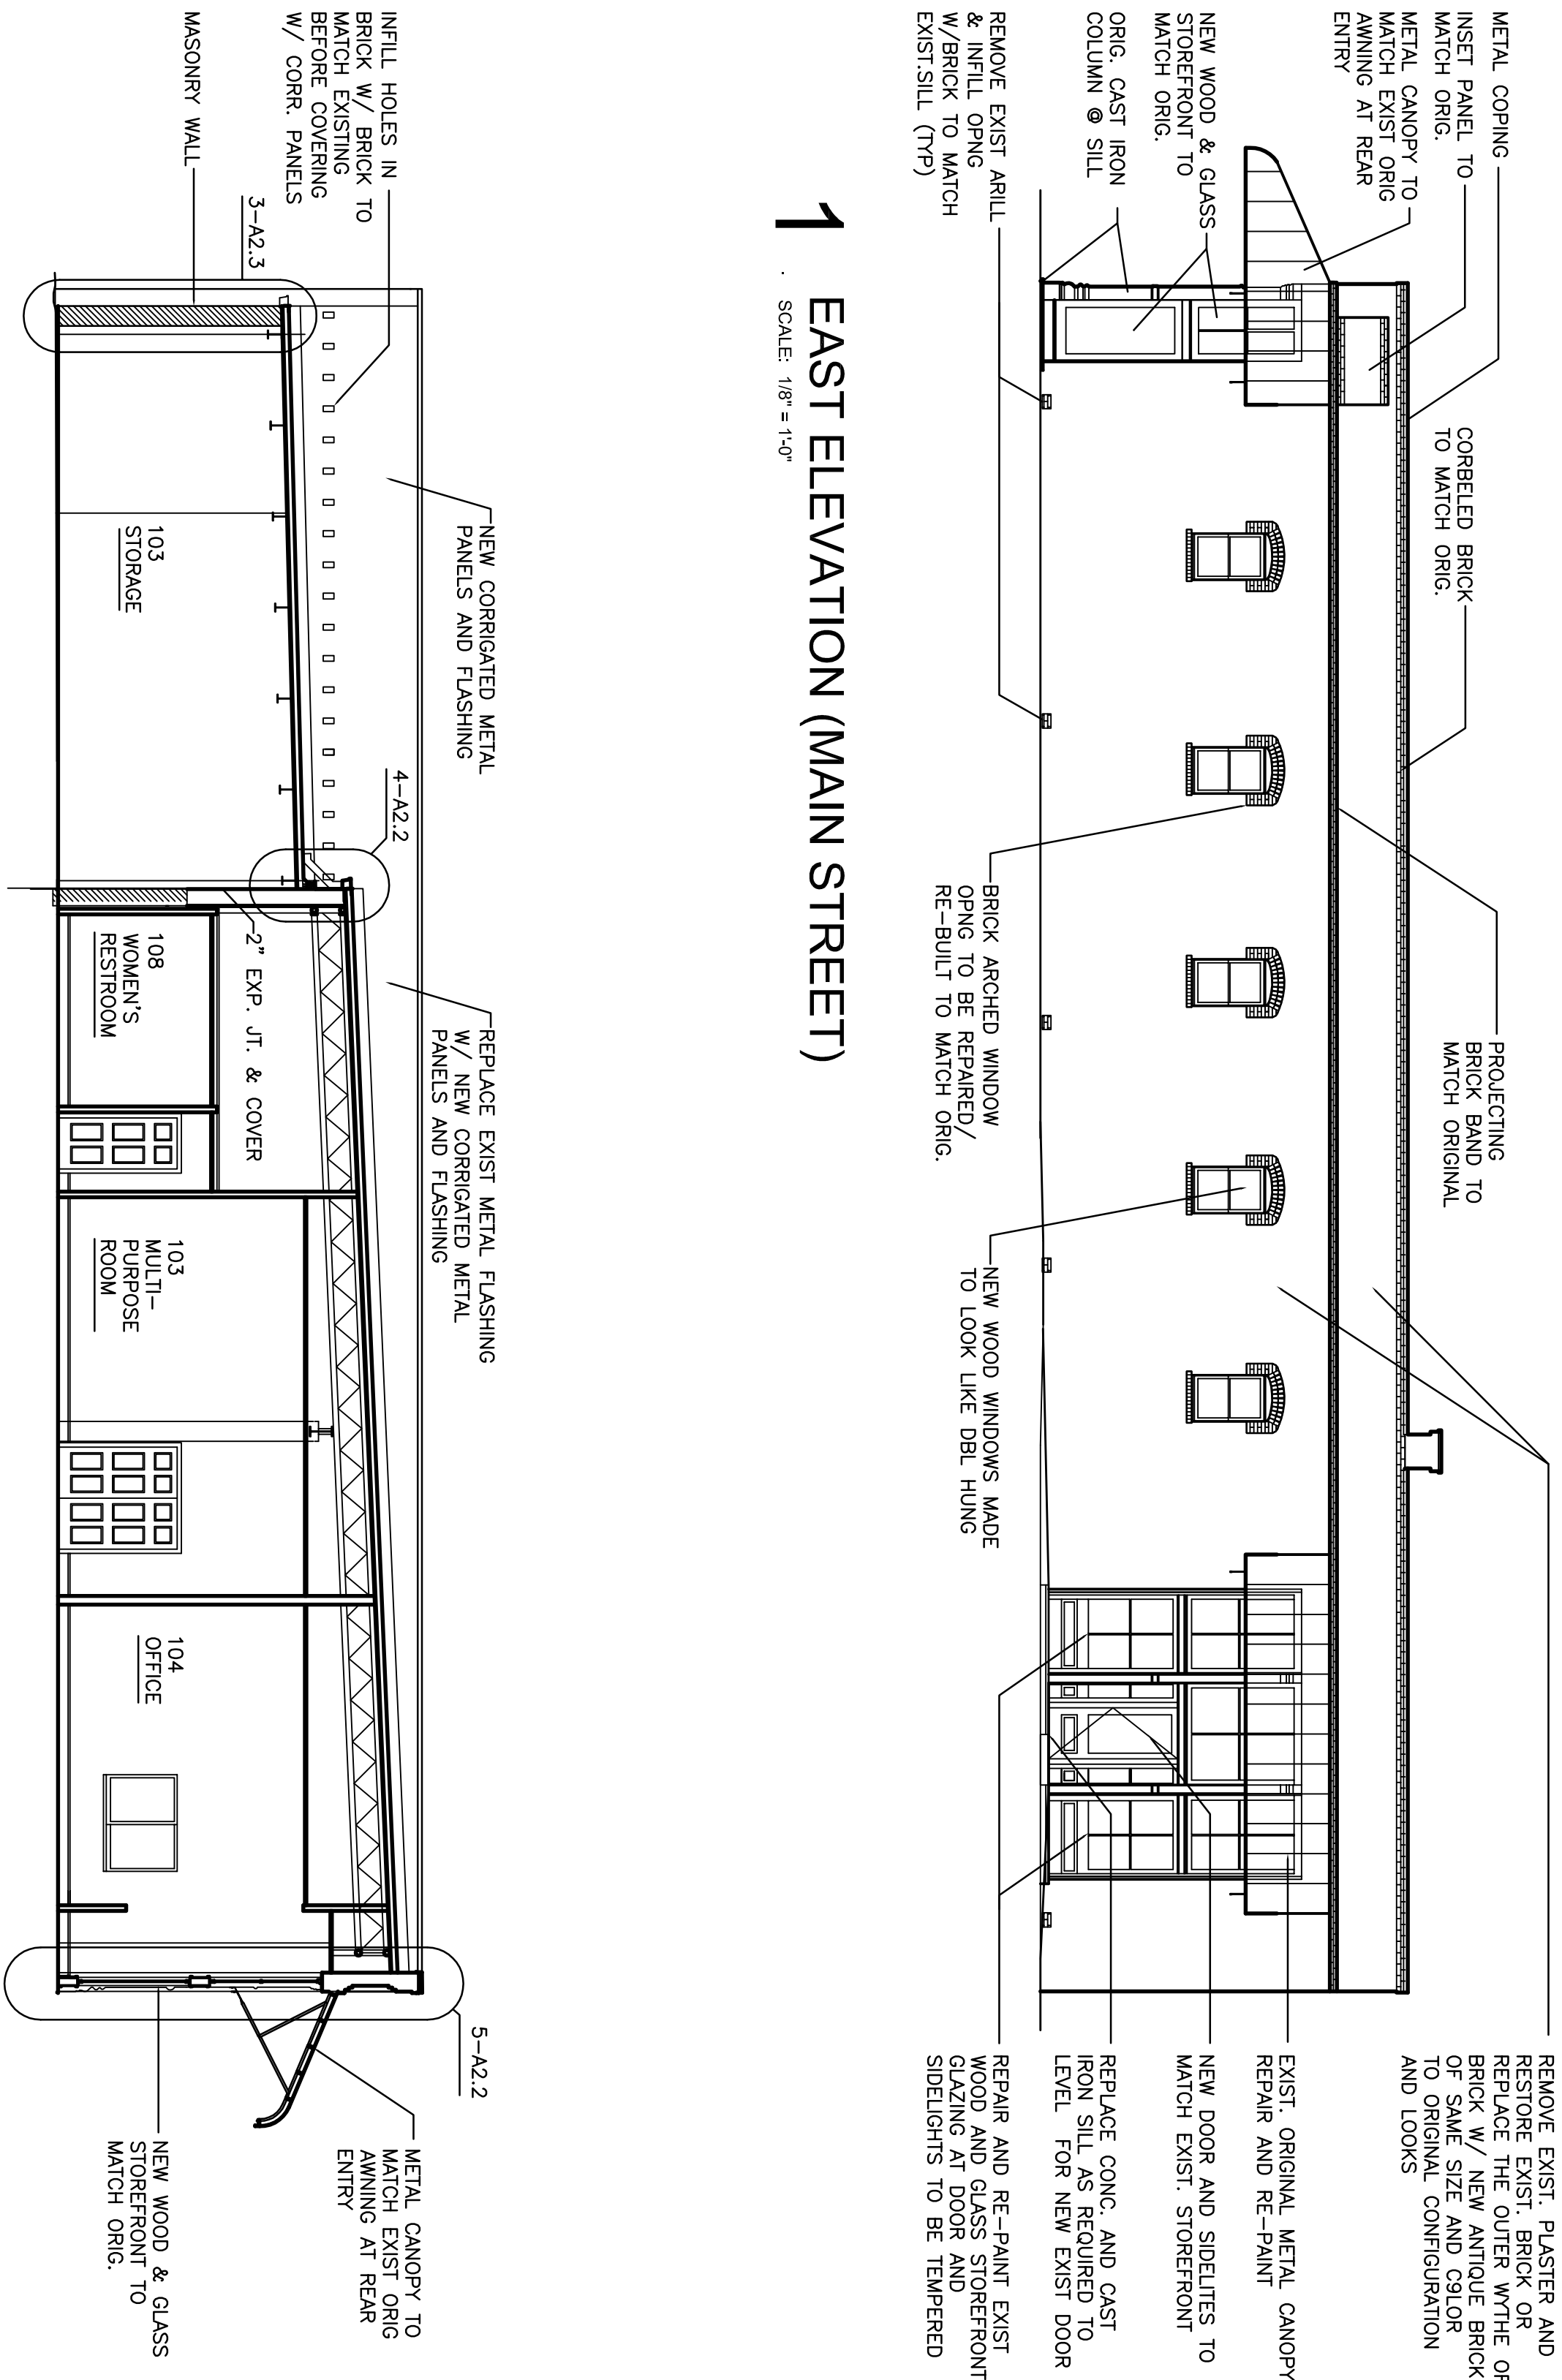 METAL COPING
INSET PANEL TO
MATCH ORIG.
METAL CANOPY TO
MATCH EXIST ORIG
AWNING AT REAR
ENTRY
NEW WOOD & GLASS
STOREFRONT TO
MATCH ORIG.
ORIG. CAST IRON
COLUMN @ SILL
REMOVE EXIST ARILL
& INFILL OPNG
W/BRICK TO MATCH
EXIST.SILL (TYP)
CORBELED BRICK
TO MATCH ORIG.
PROJECTING
BRICK BAND TO
MATCH ORIGINAL
BRICK ARCHED WINDOW
OPNG TO BE REPAIRED/
RE-BUILT TO MATCH ORIG.
NEW WOOD WINDOWS MADE
TO LOOK LIKE DBL HUNG
REMOVE EXIST. PLASTER AND
RESTORE EXIST. BRICK OR
REPLACE THE OUTER WYTHE OF
BRICK W/ NEW ANTIQUE BRICK
OF SAME SIZE AND C9LOR
TO ORIGINAL CONFIGURATION
AND LOOKS
EXIST. ORIGINAL METAL CANOPY
REPAIR AND RE-PAINT
NEW DOOR AND SIDELITES TO
MATCH EXIST. STOREFRONT
REPLACE CONC. AND CAST
IRON SILL AS REQUIRED TO
LEVEL FOR NEW EXIST DOOR
REPAIR AND RE-PAINT EXIST
WOOD AND GLASS STOREFRONT
GLAZING AT DOOR AND
SIDELIGHTS TO BE TEMPERED
1 EAST ELEVATION (MAIN STREET)
. SCALE: 1/8" = 1'-0"
INFILL HOLES IN
BRICK W/ BRICK TO
MATCH EXISTING
BEFORE COVERING
W/ CORR. PANELS
MASONRY WALL
3-A2.3
NEW CORRIGATED METAL
PANELS AND FLASHING
4-A2.2
REPLACE EXIST METAL FLASHING
W/ NEW CORRIGATED METAL
PANELS AND FLASHING
2" EXP. JT. & COVER
103
STORAGE
108
WOMEN'S
RESTROOM
103
MULTI-
PURPOSE
ROOM
104
OFFICE
5-A2.2
METAL CANOPY TO
MATCH EXIST ORIG
AWNING AT REAR
ENTRY
NEW WOOD & GLASS
STOREFRONT TO
MATCH ORIG.